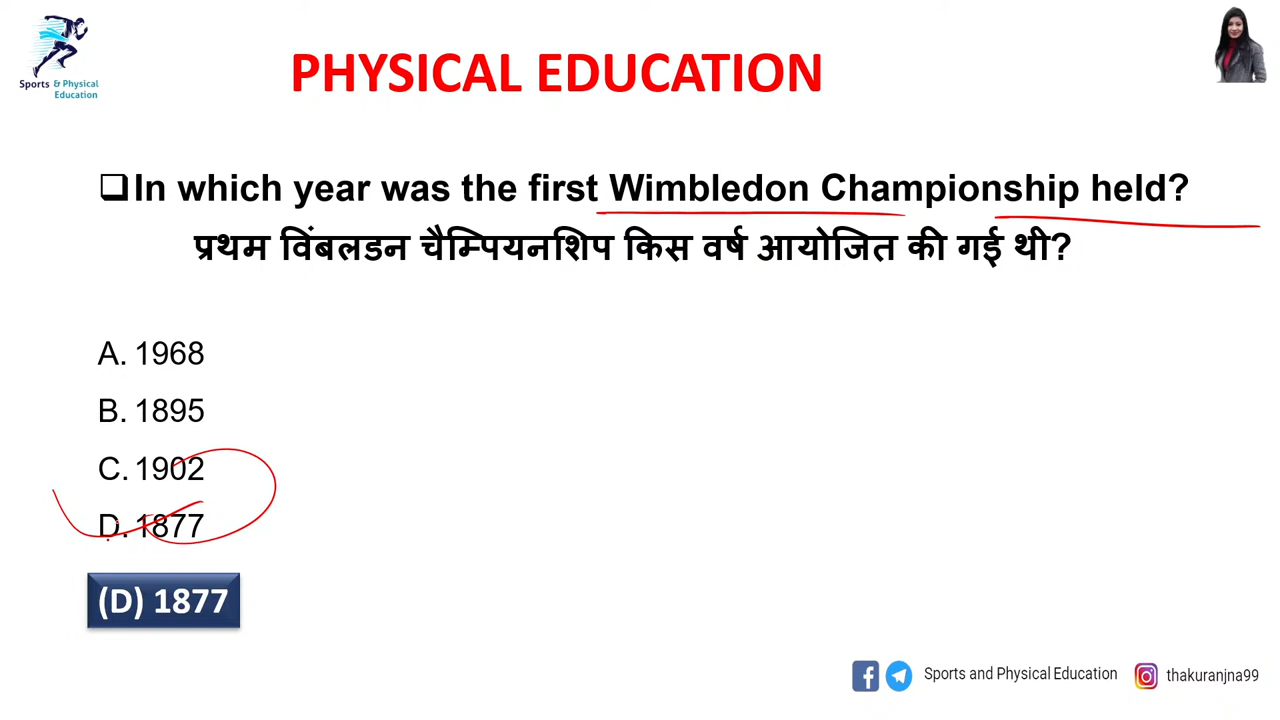 Sports & Physical
Education
PHYSICAL EDUCATION
❑In which year was the first Wimbledon Championship held?
प्रथम विंबलडन चैम्पियनशिप किस वर्ष आयोजित की गई थी?
A. 1968
B. 1895
C. 1902
D. 1877
(D) 1877
Sports and Physical Education
thakuranjna99